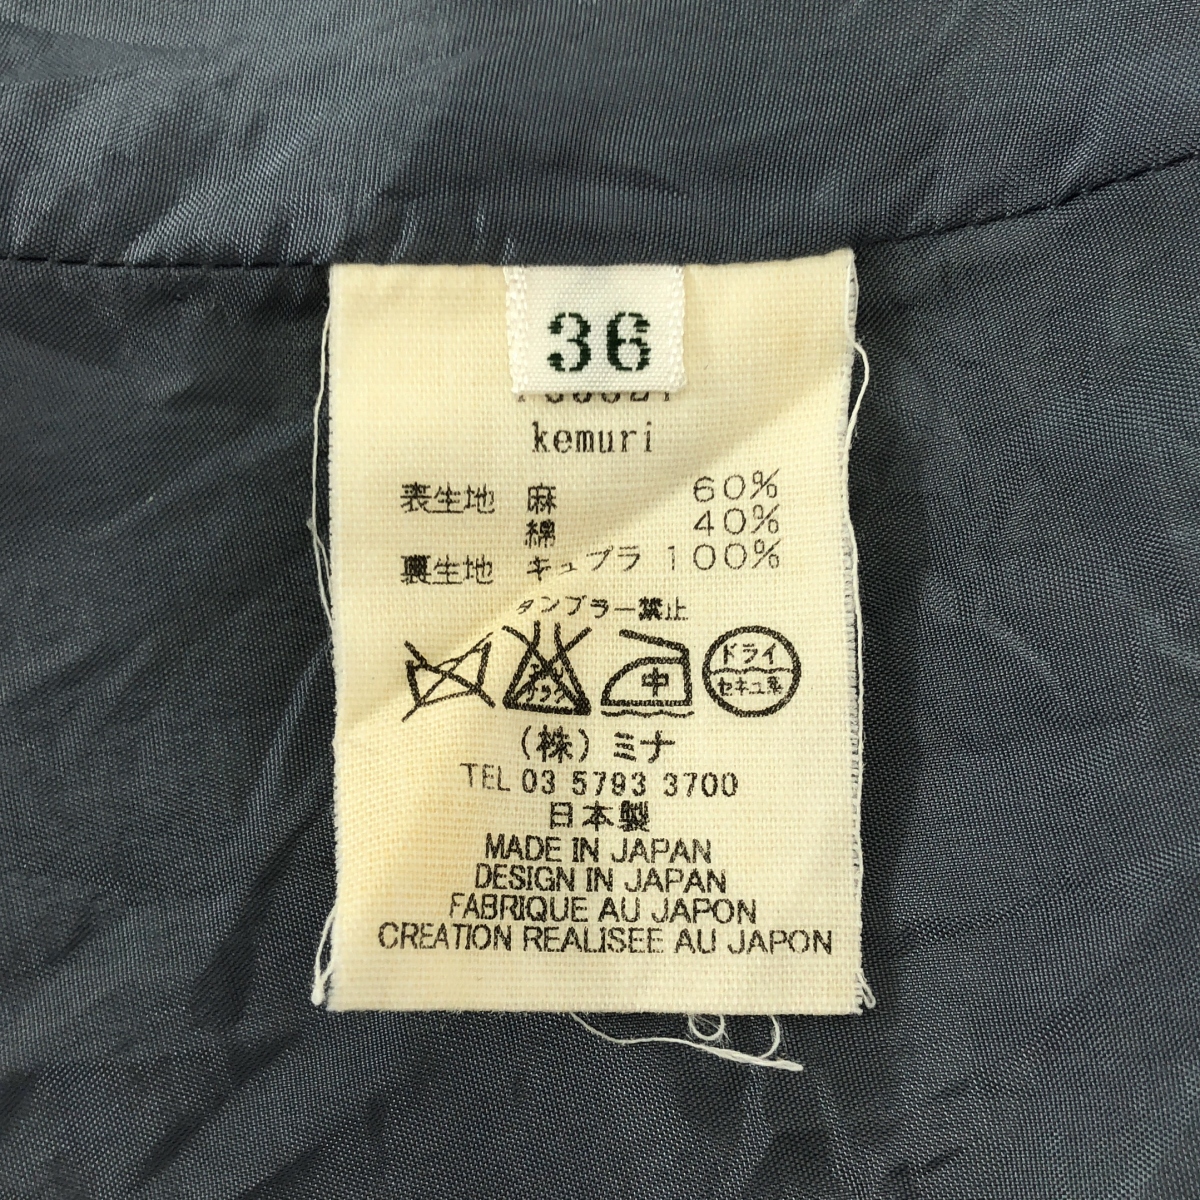 36
kemuri
表生地 麻 60%
綿 40%
裏生地 キュプラ 100%
タンブラー禁止
中
ドライ
セキユ系
(株)ミナ
TEL 03 5793 3700
日本製
MADE IN JAPAN
DESIGN IN JAPAN
FABRIQUE AU JAPON
CREATION REALISEE AU JAPON